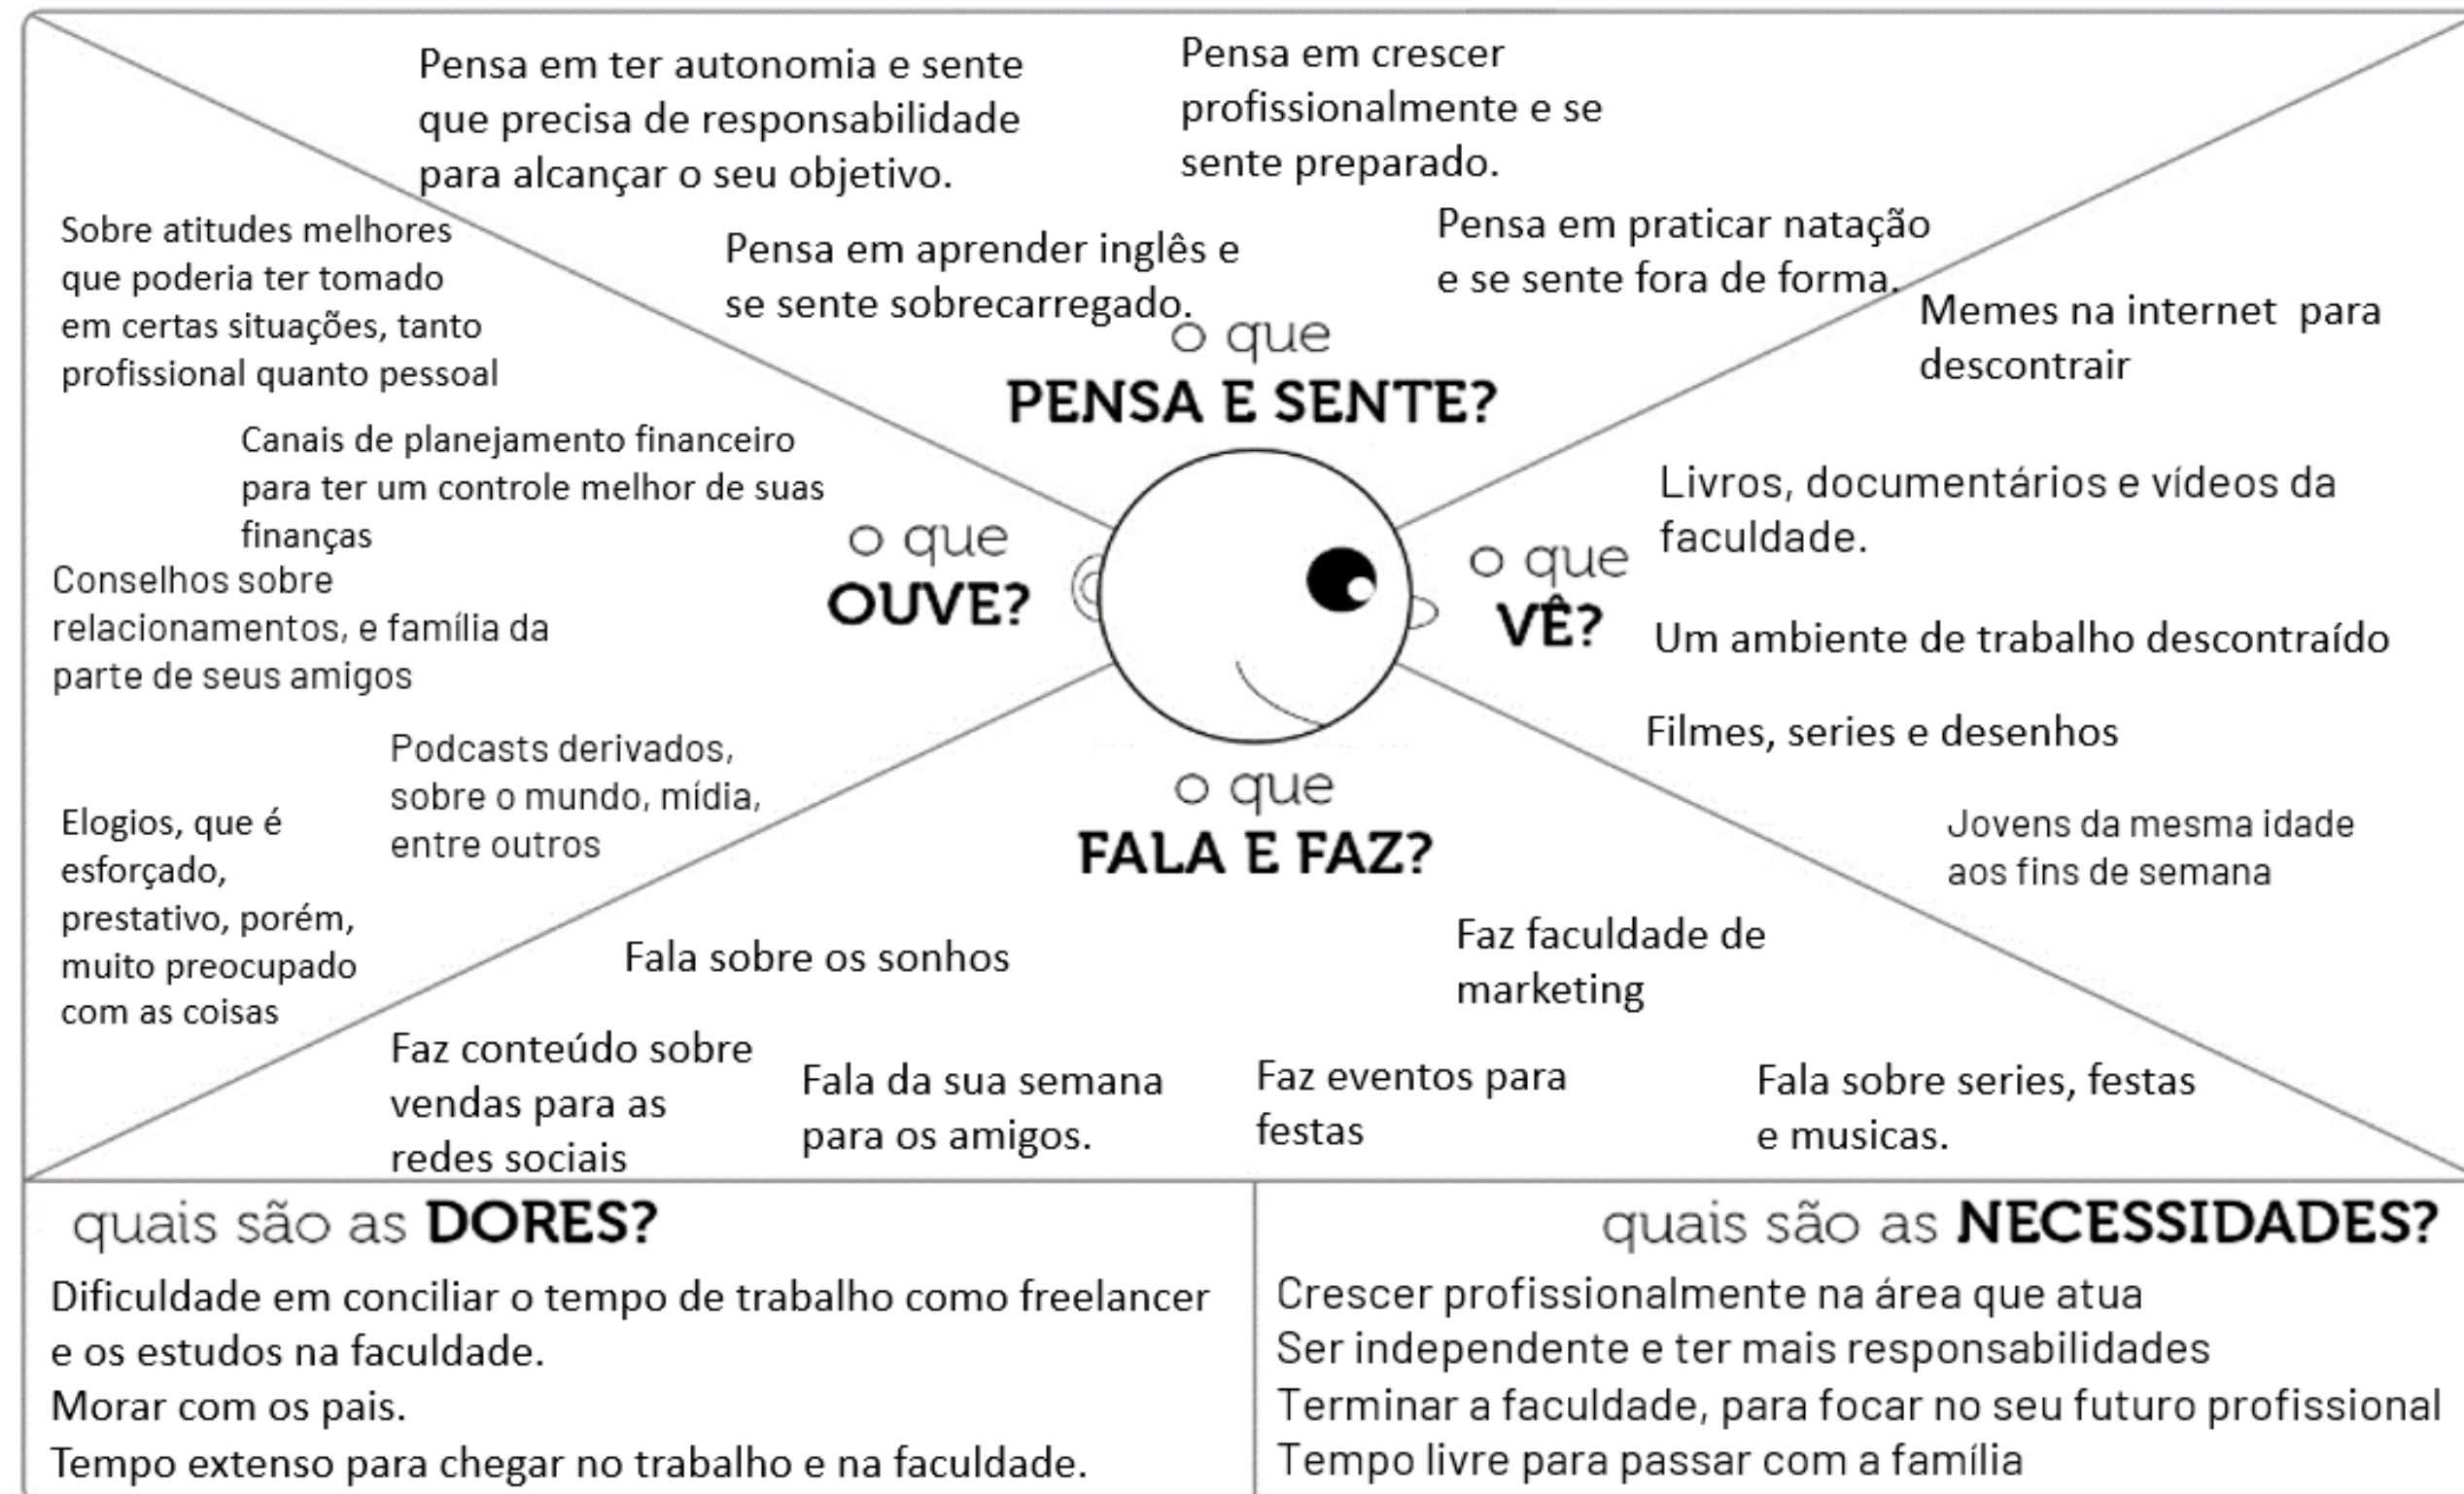 Pensa em ter autonomia e sente
que precisa de responsabilidade
para alcançar o seu objetivo.
Pensa em crescer
profissionalmente e se
sente preparado.
Pensa em aprender inglês e
se sente sobrecarregado.
Pensa em praticar natação
e se sente fora de forma.
o que
PENSA E SENTE?
Sobre atitudes melhores
que poderia ter tomado
em certas situações, tanto
profissional quanto pessoal
Canais de planejamento financeiro
para ter um controle melhor de suas
finanças
Conselhos sobre
relacionamentos, e família da
parte de seus amigos
Podcasts derivados,
sobre o mundo, mídia,
entre outros
Elogios, que é
esforçado,
prestativo, porém,
muito preocupado
com as coisas
o que
OUVE?
o que
VÊ?
Memes na internet para
descontrair
Livros, documentários e vídeos da
faculdade.
Um ambiente de trabalho descontraído
Filmes, series e desenhos
Jovens da mesma idade
aos fins de semana
o que
FALA E FAZ?
Fala sobre os sonhos
Faz faculdade de
marketing
Faz conteúdo sobre
vendas para as
redes sociais
Fala da sua semana
para os amigos.
Faz eventos para
festas
Fala sobre series, festas
e musicas.
quais são as DORES?
Dificuldade em conciliar o tempo de trabalho como freelancer
e os estudos na faculdade.
Morar com os pais.
Tempo extenso para chegar no trabalho e na faculdade.
quais são as NECESSIDADES?
Crescer profissionalmente na área que atua
Ser independente e ter mais responsabilidades
Terminar a faculdade, para focar no seu futuro profissional
Tempo livre para passar com a família